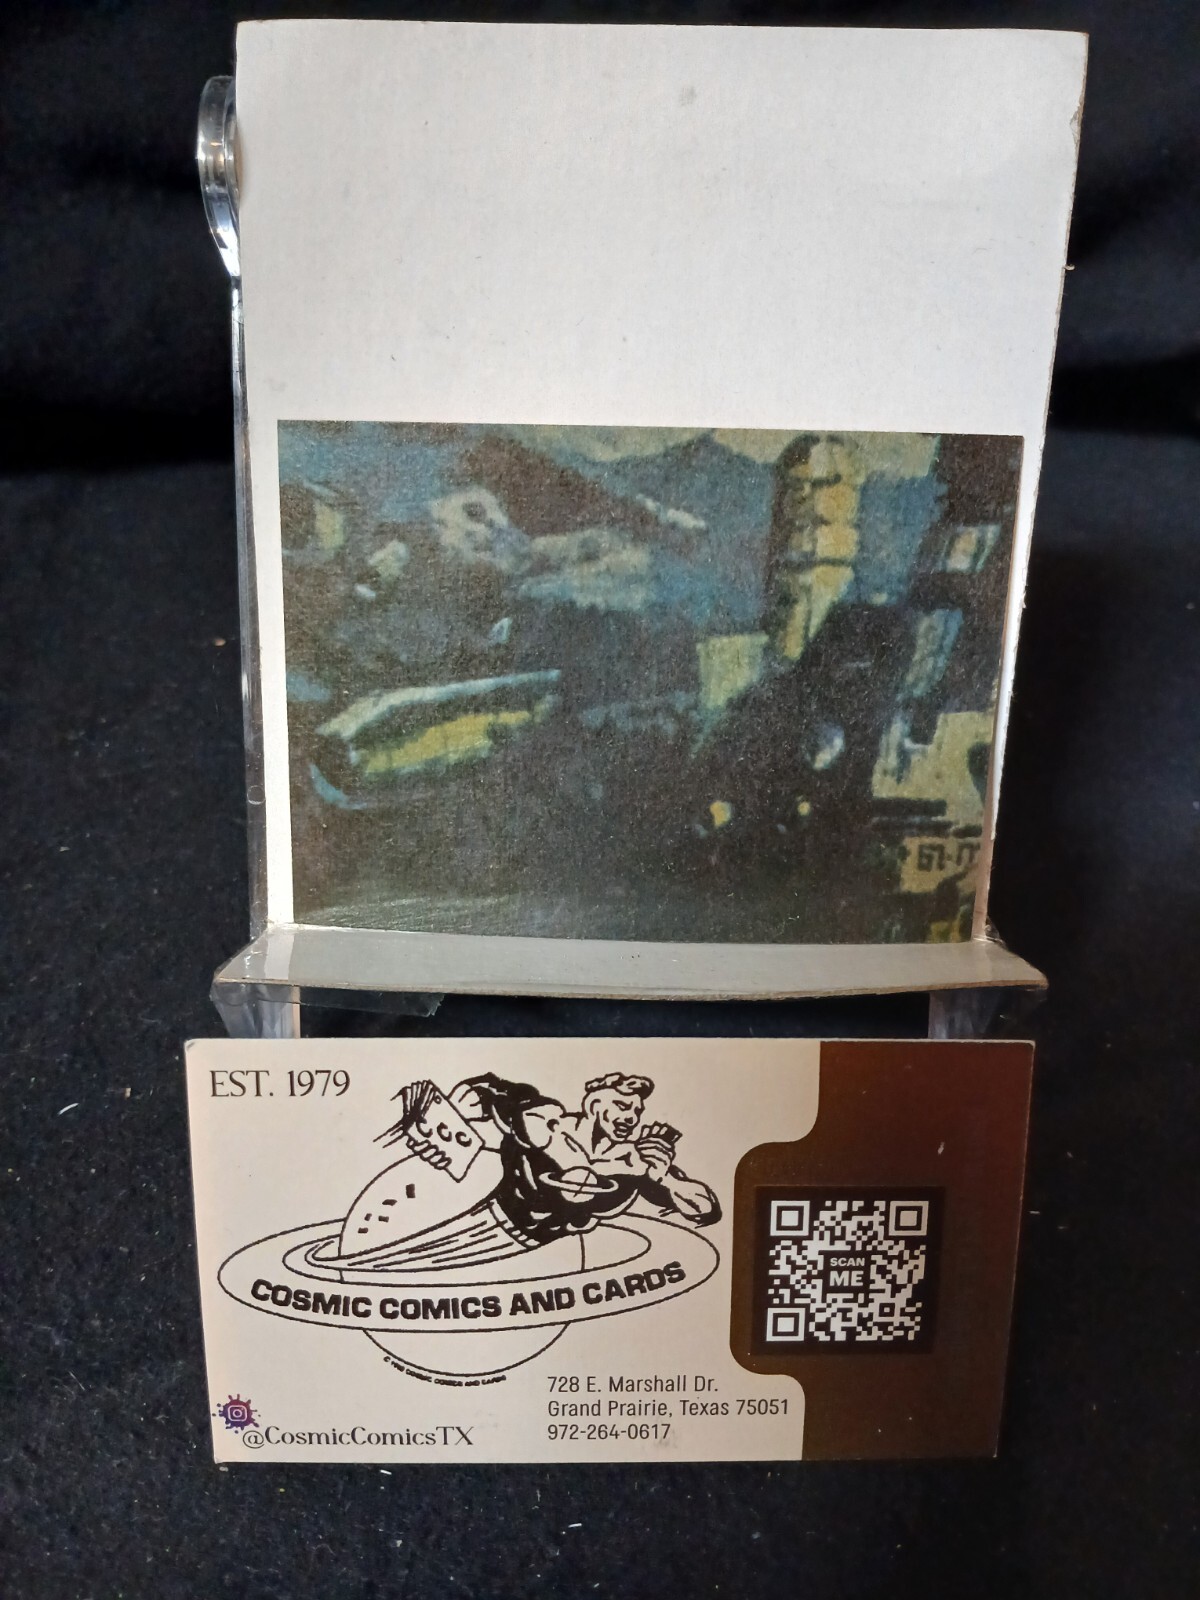 EST. 1979
CCC
COSMIC COMICS AND CARDS
SCAN
ME
728 E. Marshall Dr.
Grand Prairie, Texas 75051
972-264-0617
@CosmicComicsTX